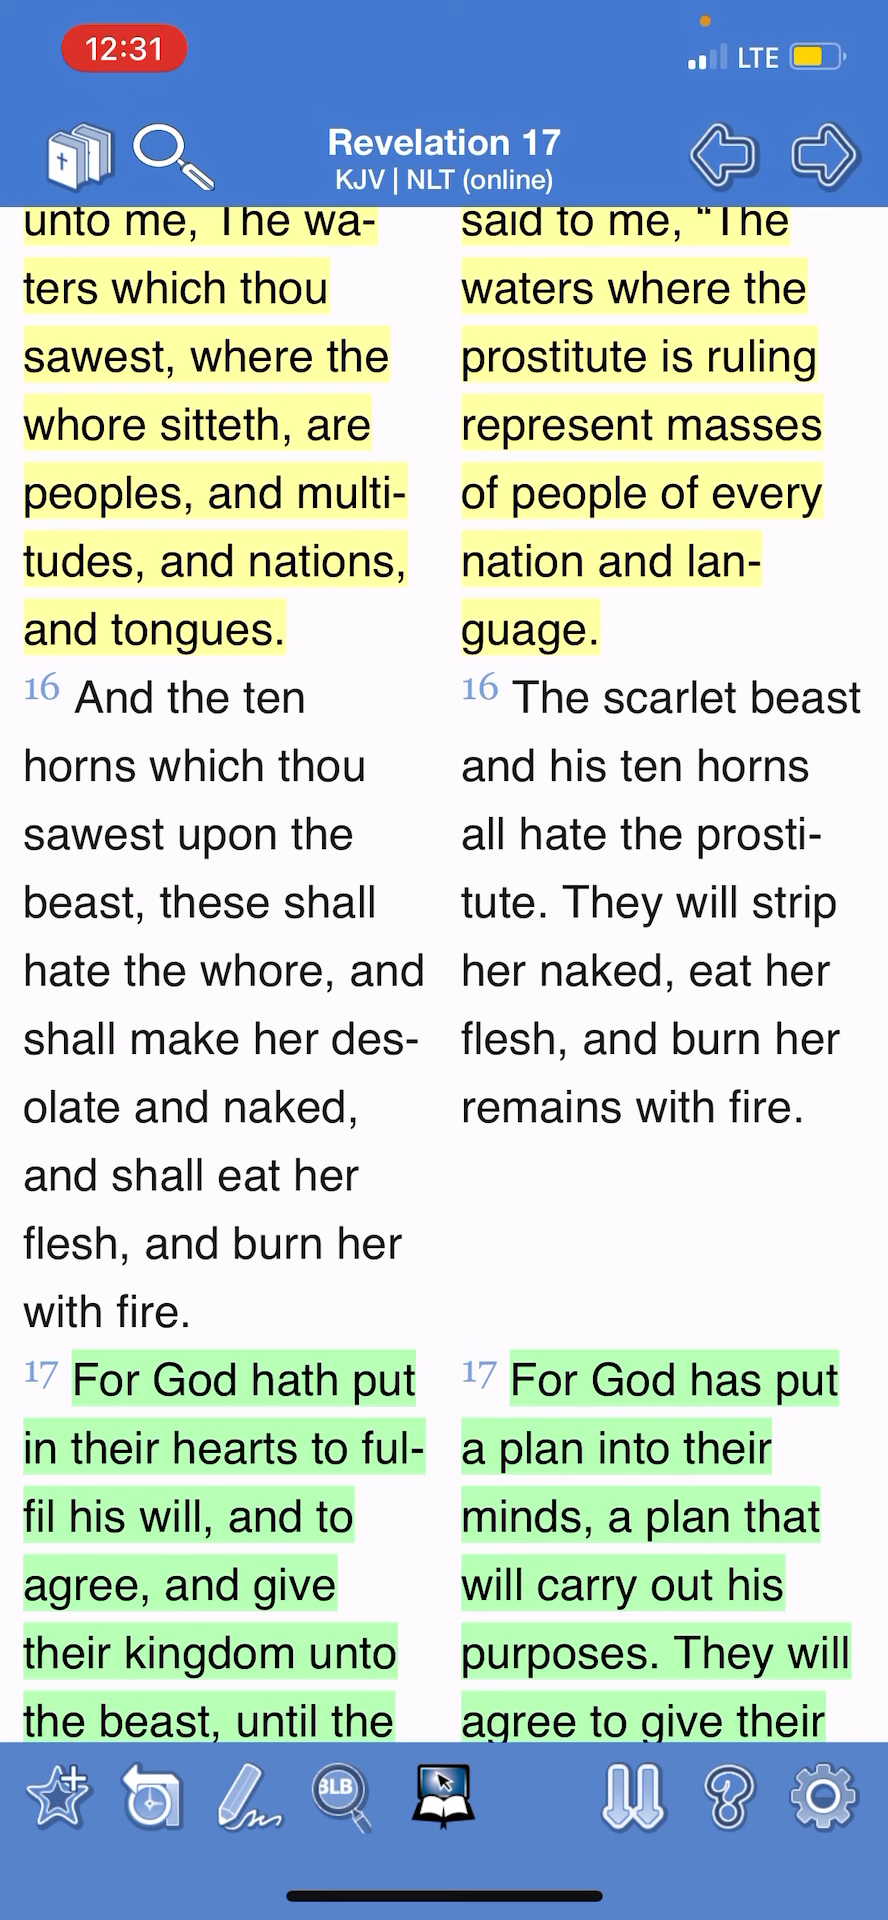 12:31
LTE
Revelation 17
KJV | NLT (online)
unto me, The wa-
ters which thou
sawest, where the
whore sitteth, are
peoples, and multi-
tudes, and nations,
and tongues.
16 And the ten
horns which thou
sawest upon the
beast, these shall
hate the whore, and
shall make her des-
olate and naked,
and shall eat her
flesh, and burn her
with fire.
17 For God hath put
in their hearts to ful-
fil his will, and to
agree, and give
their kingdom unto
the beast, until the
said to me, “The
waters where the
prostitute is ruling
represent masses
of people of every
nation and lan-
guage.
16 The scarlet beast
and his ten horns
all hate the prosti-
tute. They will strip
her naked, eat her
flesh, and burn her
remains with fire.
17 For God has put
a plan into their
minds, a plan that
will carry out his
purposes. They will
agree to give their
BLB